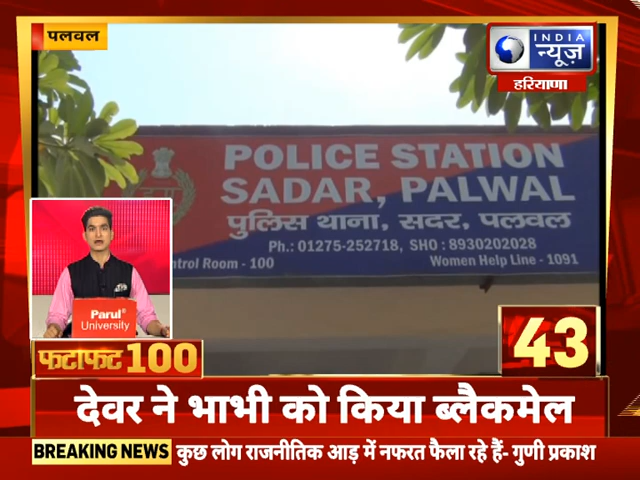 पलवल
INDIA
न्यूज़
हरियाणा
POLICE STATION
SADAR, PALWAL
पुलिस थाना, सदर, पलवल
Ph.: 01275-252718, SHO : 8930202028
ntrol Room - 100
Women Help Line - 1091
Parul
University
फटाफट 100
43
देवर ने भाभी को किया ब्लैकमेल
BREAKING NEWS कुछ लोग राजनीतिक आड़ में नफरत फैला रहे हैं- गुणी प्रकाश